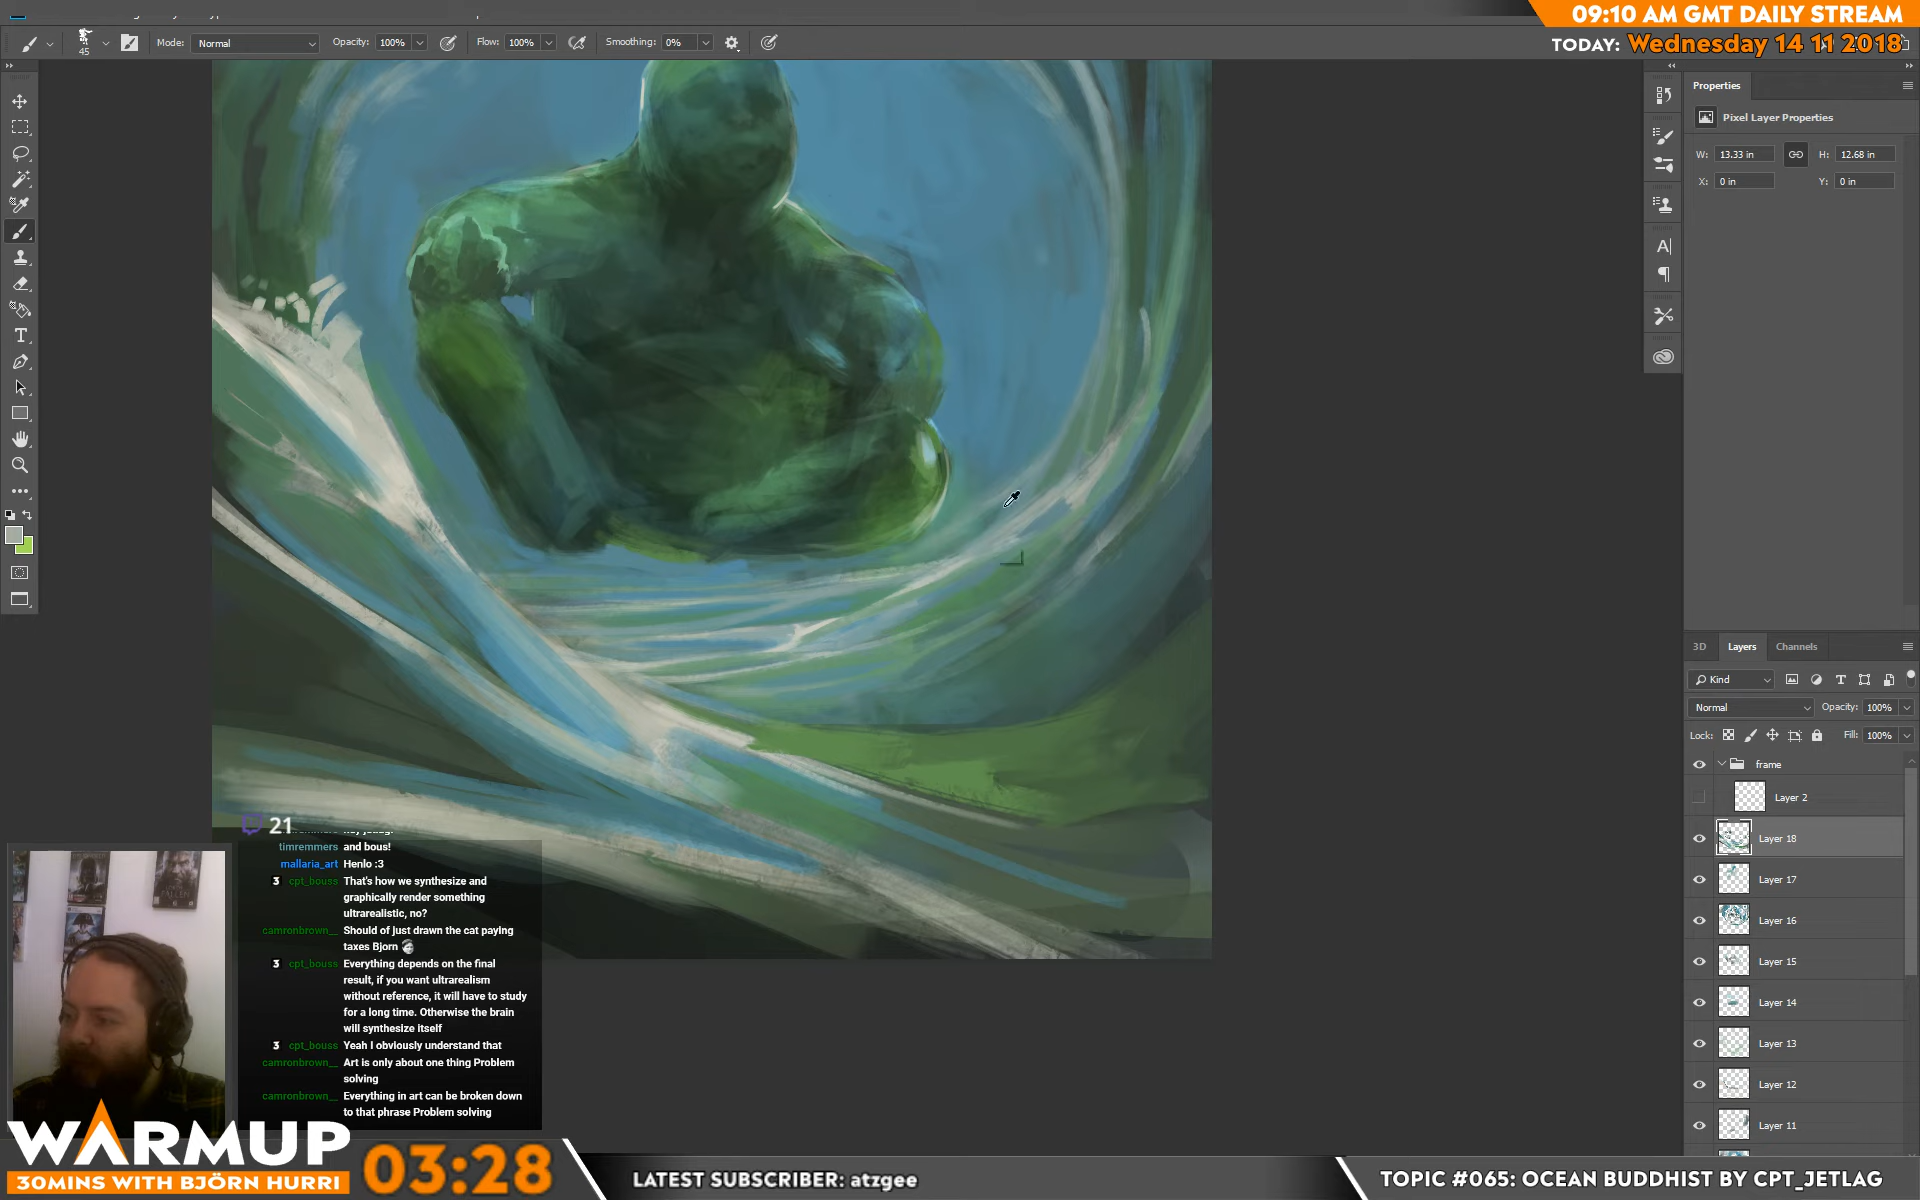 09:10 AM GMT DAILY STREAM
TODAY: Wednesday 14 11 2018
45
Mode: Normal
Opacity: 100%
Flow: 100%
Smoothing: 0%
Properties
Pixel Layer Properties
W: 13.33 in
H: 12.68 in
X: 0 in
Y: 0 in
3D Layers Channels
Kind
Normal
Opacity: 100%
Lock:
Fill: 100%
frame
Layer 2
Layer 18
Layer 17
Layer 16
Layer 15
Layer 14
Layer 13
Layer 12
Layer 11
21
timremmers and bous!
mallaria_art Henlo :3
3 cpt_bouss That's how we synthesize and
graphically render something
ultrarealistic, no?
camronbrown__ Should of just drawn the cat paying
taxes Bjorn
3 cpt_bouss Everything depends on the final
result, if you want ultrarealism
without reference, it will have to study
for a long time. Otherwise the brain
will synthesize itself
3 cpt_bouss Yeah I obviously understand that
camronbrown__ Art is only about one thing Problem
solving
camronbrown__ Everything in art can be broken down
to that phrase Problem solving
WARMUP
30MINS WITH BJÖRN HURRI
03:28
LATEST SUBSCRIBER: atzgee
TOPIC #065: OCEAN BUDDHIST BY CPT_JETLAG